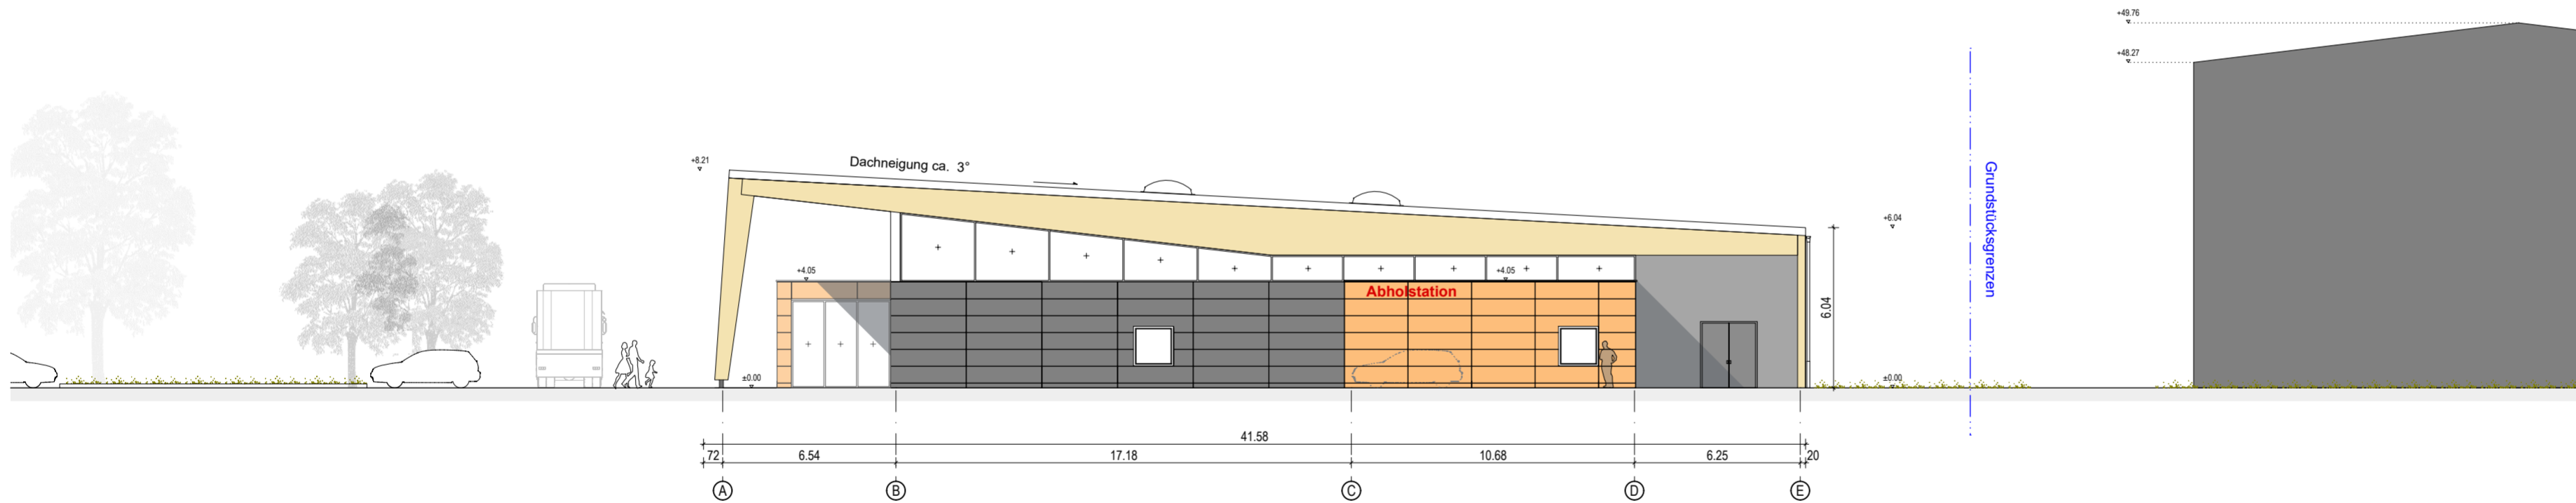 +49.76
+48.27
+8.21
Dachneigung ca. 3°
Grundstücksgrenzen
+6.04
+4.05
+4.05
Abholstation
6.04
±0.00
±0.00
41.58
72 6.54 17.18 10.68 6.25 20
A B C D E